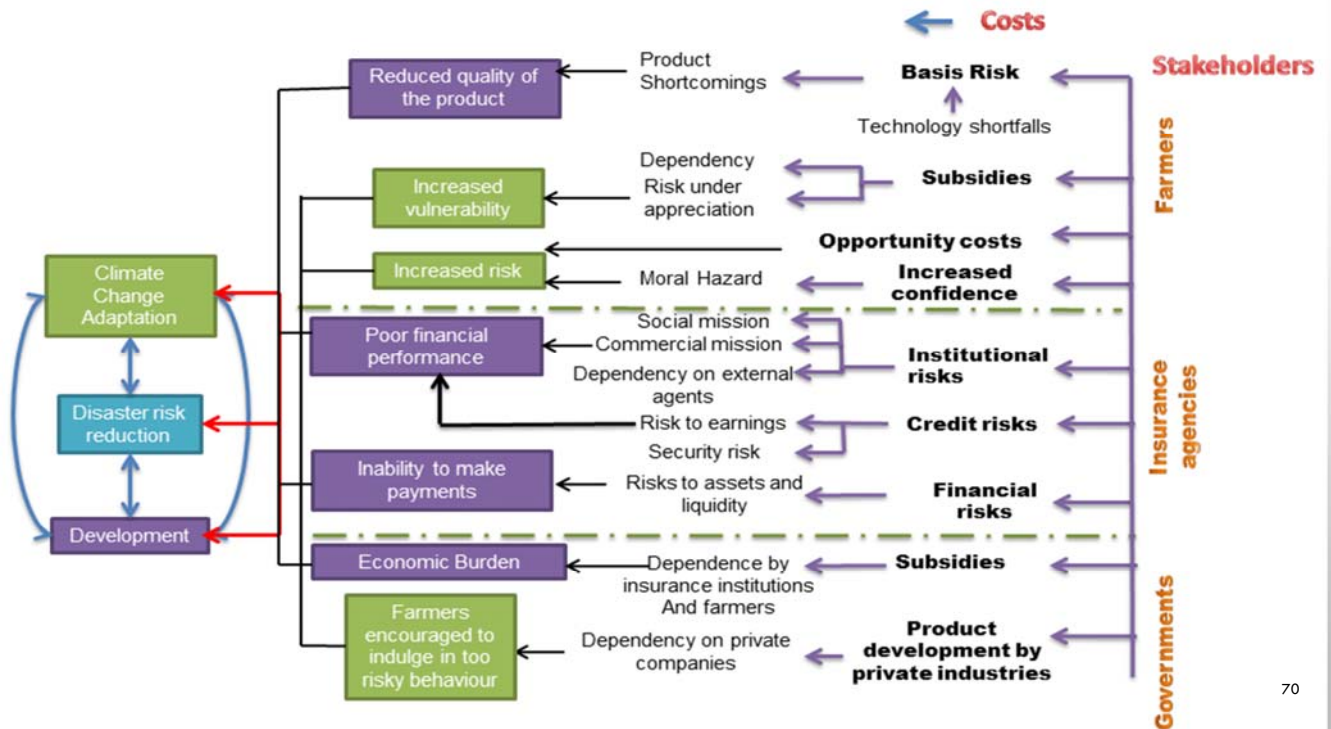 Costs
Stakeholders
Reduced quality of
the product
Product
Shortcomings
Basis Risk
Technology shortfalls
Farmers
Increased
vulnerability
Dependency
Risk under
appreciation
Subsidies
Opportunity costs
Increased risk
Moral Hazard
Increased
confidence
Climate
Change
Adaptation
Disaster risk
reduction
Development
Poor financial
performance
Social mission
Commercial mission
Dependency on external
agents
Institutional
risks
Insurance
agencies
Risk to earnings
Security risk
Credit risks
Inability to make
payments
Risks to assets and
liquidity
Financial
risks
Economic Burden
Dependence by
insurance institutions
And farmers
Subsidies
Governments
Farmers
encouraged to
indulge in too
risky behaviour
Dependency on private
companies
Product
development by
private industries
70